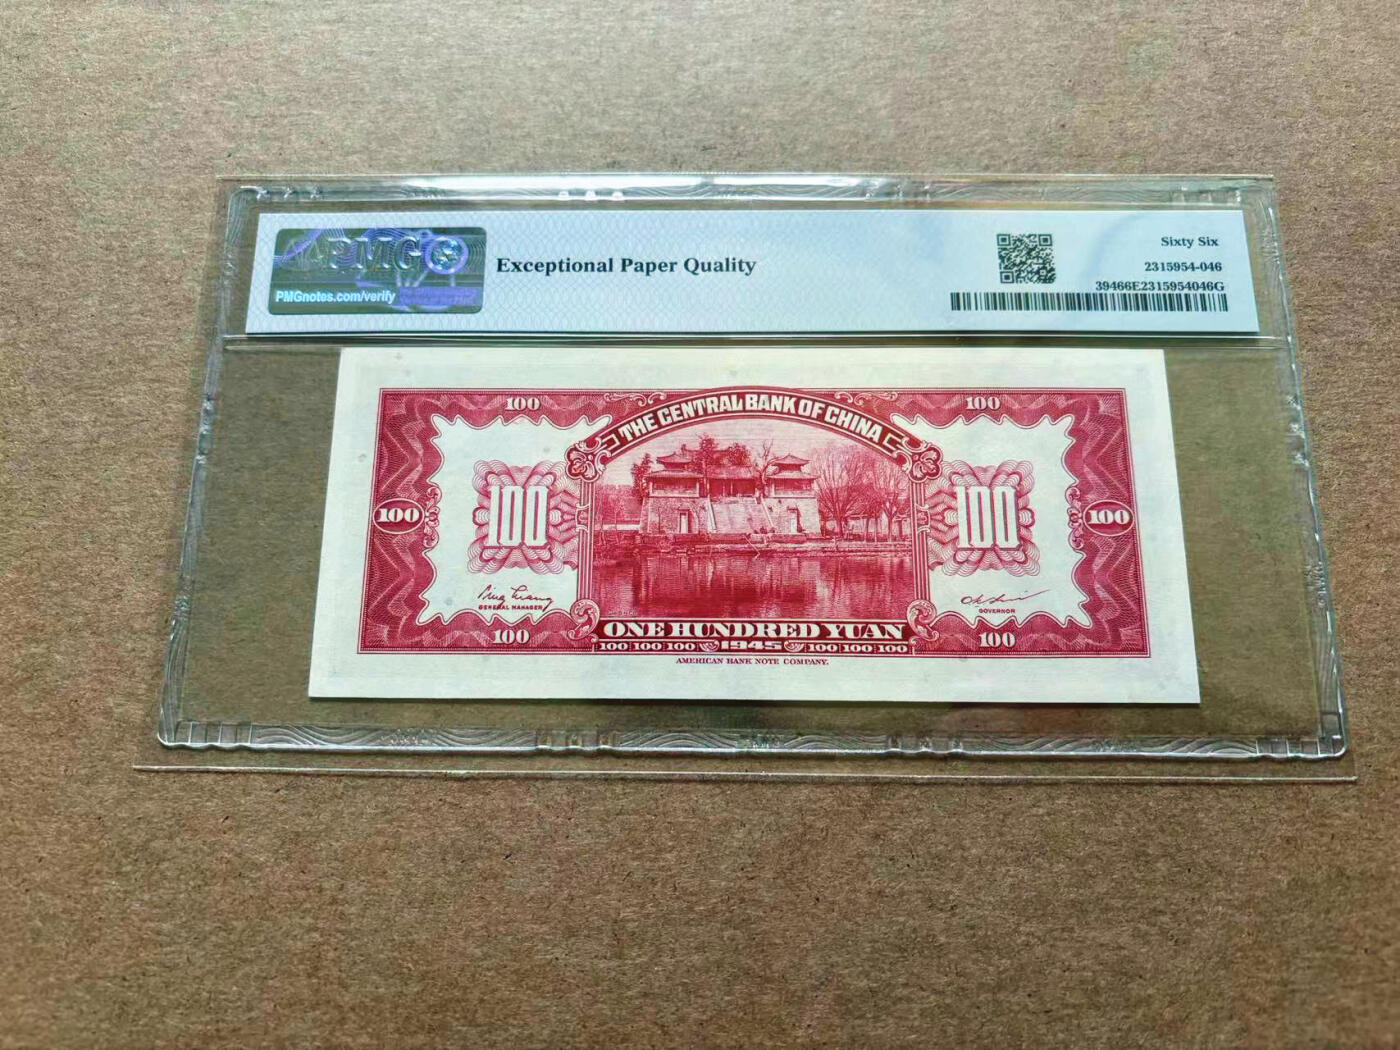 PMG
PMGnotes.com/verify
Exceptional Paper Quality
Sixty Six
2315954-046
39466E2315954046G
THE CENTRAL BANK OF CHINA
100 100
100 100 100 100
GENERAL MANAGER
GOVERNOR
100 100
ONE HUNDRED YUAN
100 100 100 1945 100 100 100
AMERICAN BANK NOTE COMPANY.